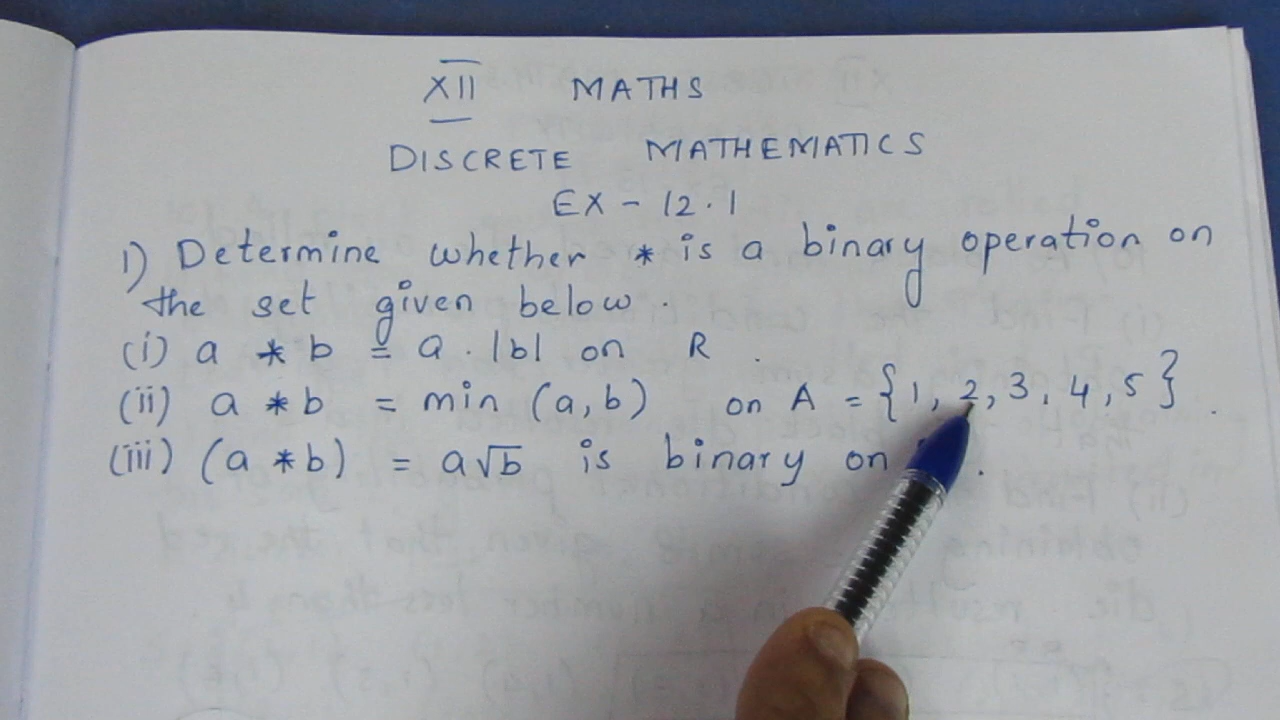 XII MATHS
DISCRETE MATHEMATICS
EX - 12.1
1) Determine whether * is a binary operation on
the set given below.
(i) a * b = a . |b| on R .
(ii) a * b = min (a, b) on A = {1, 2, 3, 4, 5} .
(iii) (a * b) = a√b is binary on .